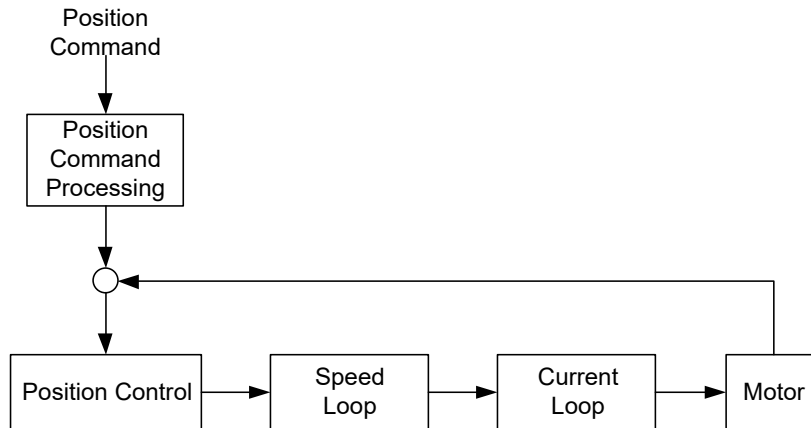 Position
Command
Position
Command
Processing
Position Control
Speed
Loop
Current
Loop
Motor